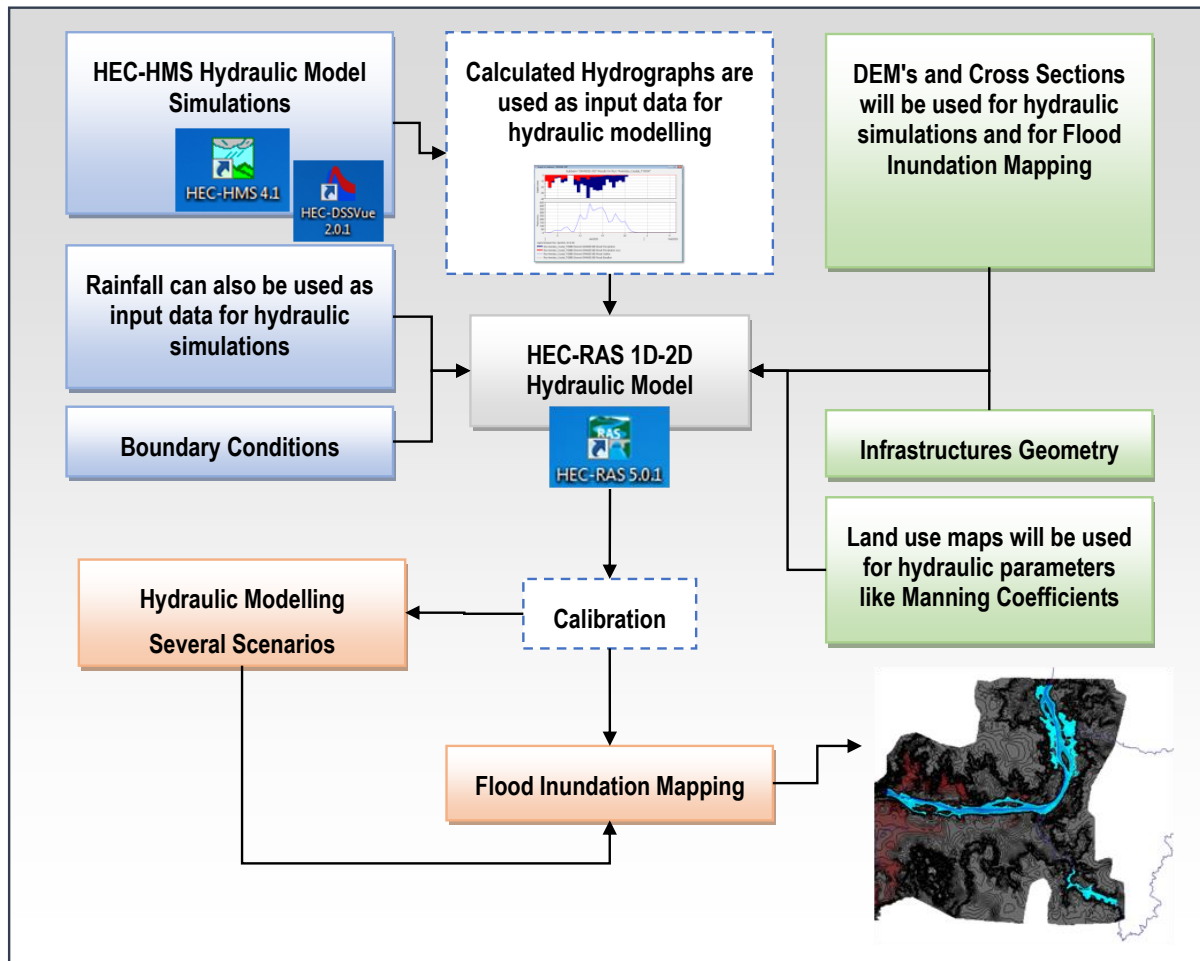 HEC-HMS Hydraulic Model
Simulations
HEC-HMS 4.1
HEC-DSSVue
2.0.1
Calculated Hydrographs are
used as input data for
hydraulic modelling
DEM's and Cross Sections
will be used for hydraulic
simulations and for Flood
Inundation Mapping
Rainfall can also be used as
input data for hydraulic
simulations
Boundary Conditions
HEC-RAS 1D-2D
Hydraulic Model
RAS
HEC-RAS 5.0.1
Infrastructures Geometry
Land use maps will be used
for hydraulic parameters
like Manning Coefficients
Hydraulic Modelling
Several Scenarios
Calibration
Flood Inundation Mapping